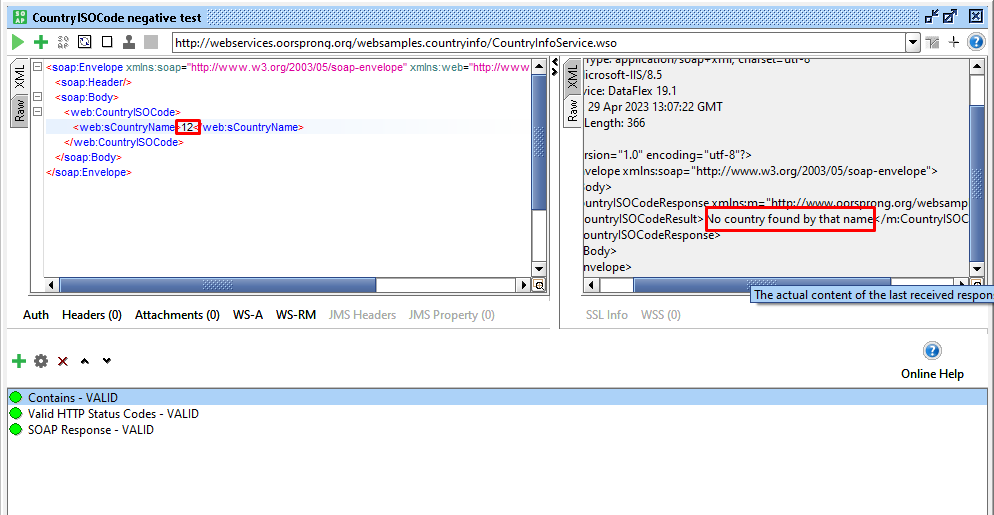 SO AP CountryISOCode negative test
http://webservices.oorsprong.org/websamples.countryinfo/CountryInfoService.wso
XML
Raw
<soap:Envelope xmlns:soap="http://www.w3.org/2003/05/soap-envelope" xmlns:web="http://www
<soap:Header/>
<soap:Body>
<web:CountryISOCode>
<web:sCountryName>12</web:sCountryName>
</web:CountryISOCode>
</soap:Body>
</soap:Envelope>
XML
Raw
Type: application/soap+xml; charset=utf-8
icrosoft-IIS/8.5
vice: DataFlex 19.1
29 Apr 2023 13:07:22 GMT
Length: 366
rsion="1.0" encoding="utf-8"?>
nvelope xmlns:soap="http://www.w3.org/2003/05/soap-envelope">
ody>
ountryISOCodeResponse xmlns:m="http://www.oorsprong.org/websamp
ountryISOCodeResult>No country found by that name</m:CountryISOC
ountryISOCodeResponse>
Body>
nvelope>
The actual content of the last received respon
Auth Headers (0) Attachments (0) WS-A WS-RM JMS Headers JMS Property (0)
SSL Info WSS (0)
Online Help
Contains - VALID
Valid HTTP Status Codes - VALID
SOAP Response - VALID